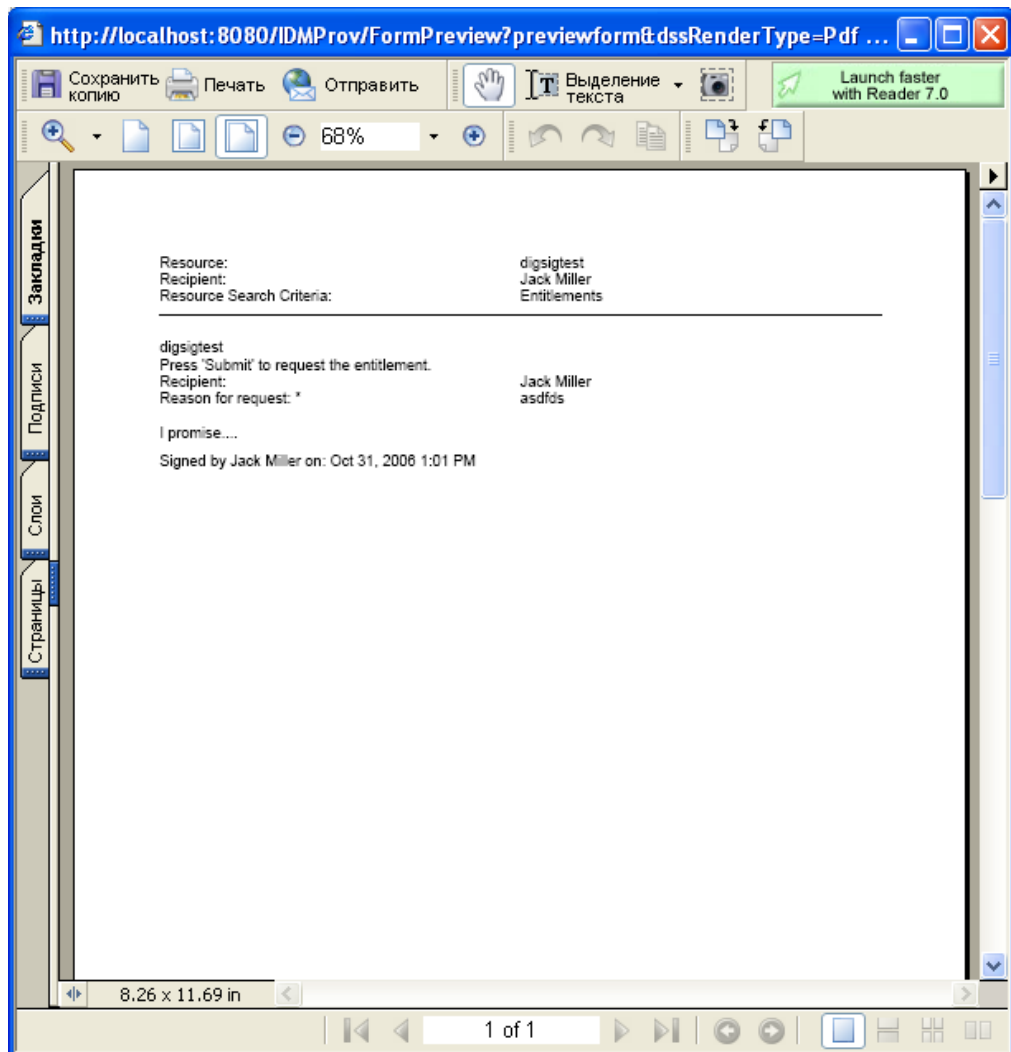 http://localhost:8080/IDMProv/FormPreview?previewform&dssRenderType=Pdf ...
Сохранить копию
Печать
Отправить
Выделение текста
Launch faster
with Reader 7.0
68%
Закладки
Подписи
Слои
Страницы
Resource: digsigtest
Recipient: Jack Miller
Resource Search Criteria: Entitlements
digsigtest
Press 'Submit' to request the entitlement.
Recipient: Jack Miller
Reason for request: * asdfds
I promise....
Signed by Jack Miller on: Oct 31, 2006 1:01 PM
8.26 x 11.69 in
1 of 1